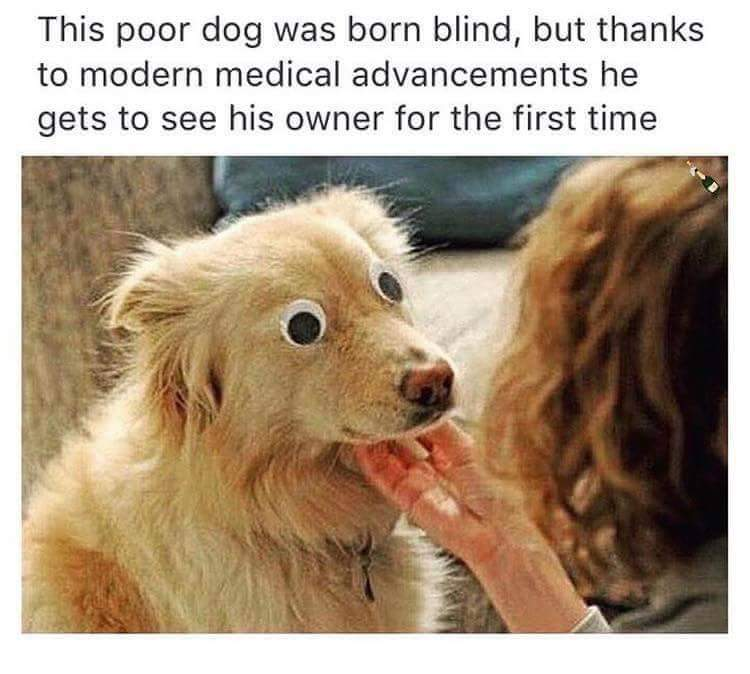 This poor dog was born blind, but thanks
to modern medical advancements he
gets to see his owner for the first time